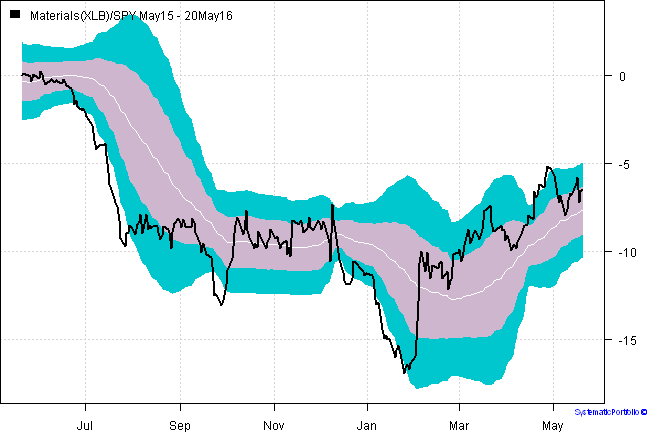 Materials(XLB)/SPY May15 - 20May16
0
-5
-10
-15
Jul Sep Nov Jan Mar May
SystematicPortfolio ©